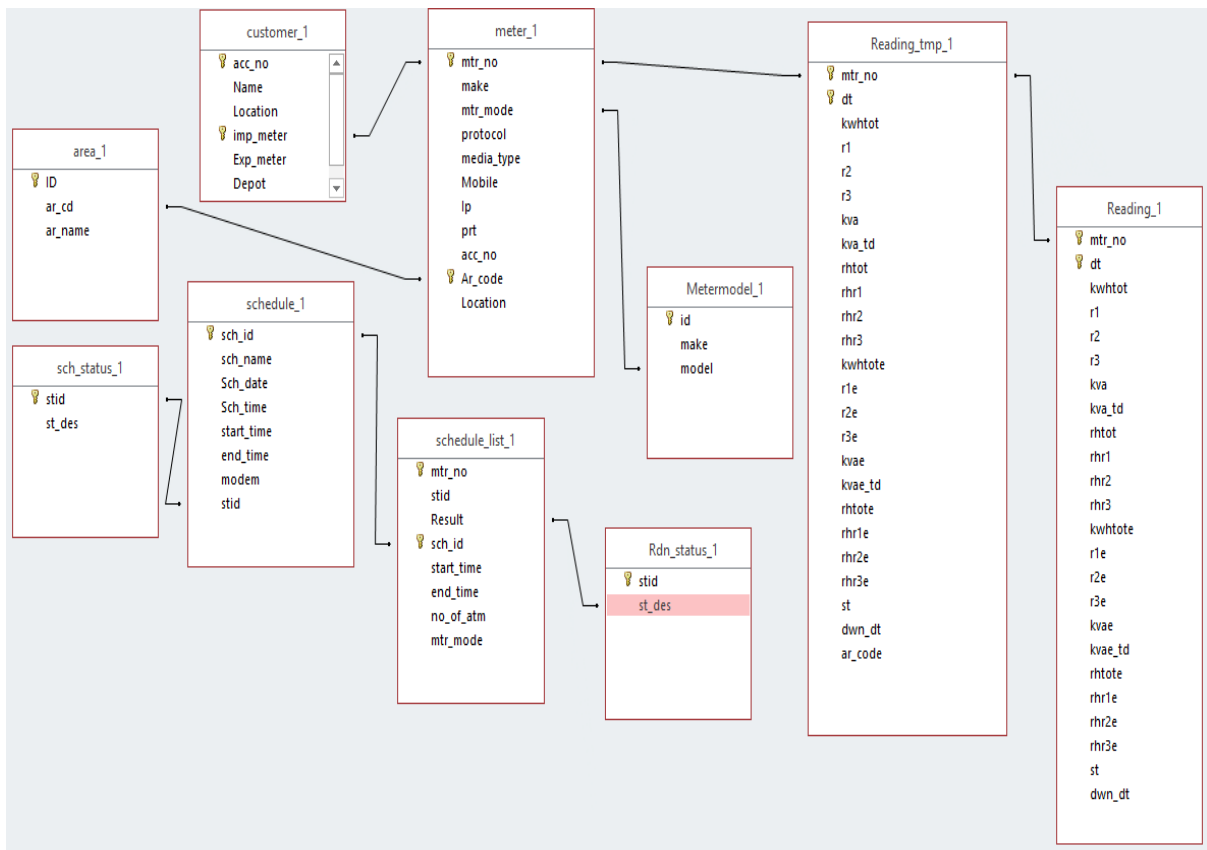 customer_1
acc_no
Name
Location
imp_meter
Exp_meter
Depot
meter_1
mtr_no
make
mtr_mode
protocol
media_type
Mobile
Ip
prt
acc_no
Ar_code
Location
Reading_tmp_1
mtr_no
dt
kwhtot
r1
r2
r3
kva
kva_td
rhtot
rhr1
rhr2
rhr3
kwhtote
r1e
r2e
r3e
kvae
kvae_td
rhtote
rhr1e
rhr2e
rhr3e
st
dwn_dt
ar_code
area_1
ID
ar_cd
ar_name
Reading_1
mtr_no
dt
kwhtot
r1
r2
r3
kva
kva_td
rhtot
rhr1
rhr2
rhr3
kwhtote
r1e
r2e
r3e
kvae
kvae_td
rhtote
rhr1e
rhr2e
rhr3e
st
dwn_dt
Metermodel_1
id
make
model
schedule_1
sch_id
sch_name
Sch_date
Sch_time
start_time
end_time
modem
stid
sch_status_1
stid
st_des
schedule_list_1
mtr_no
stid
Result
sch_id
start_time
end_time
no_of_atm
mtr_mode
Rdn_status_1
stid
st_des